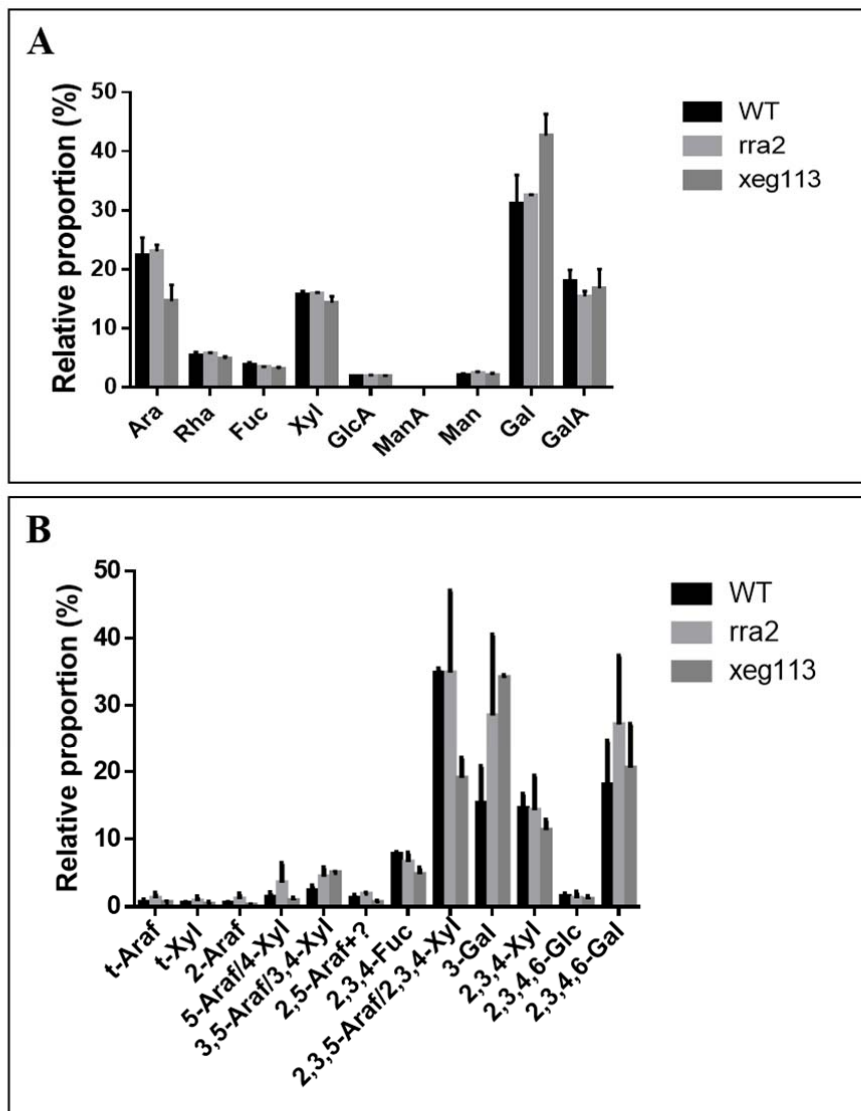 A
Relative proportion (%)
50
40
30
20
10
0
WT
rra2
xeg113
Ara
Rha
Fuc
Xyl
GlcA
ManA
Man
Gal
GalA
B
Relative proportion (%)
50
40
30
20
10
0
WT
rra2
xeg113
t-Araf
t-Xyl
2-Araf
5-Araf/4-Xyl
3,5-Araf/3,4-Xyl
2,5-Araf+?
2,3,4-Fuc
2,3,5-Araf/2,3,4-Xyl
3-Gal
2,3,4-Xyl
2,3,4,6-Glc
2,3,4,6-Gal